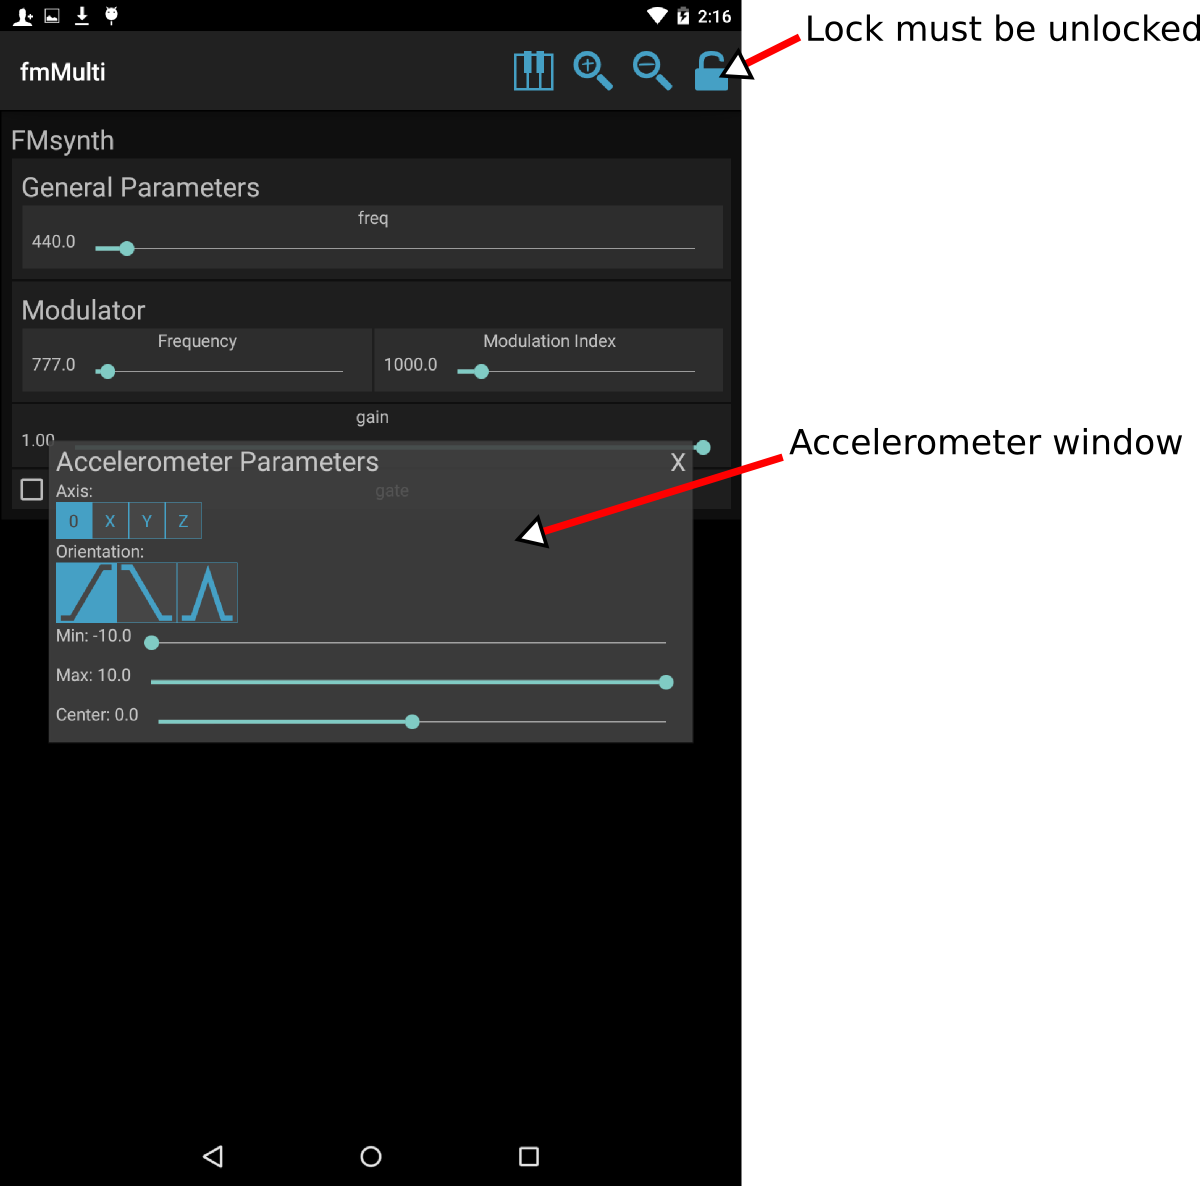 2:16
Lock must be unlocked
fmMulti
FMsynth
General Parameters
freq
440.0
Modulator
Frequency
Modulation Index
777.0
1000.0
gain
1.00
Accelerometer window
Accelerometer Parameters
X
Axis:
gate
0 X Y Z
Orientation:
Min: -10.0
Max: 10.0
Center: 0.0